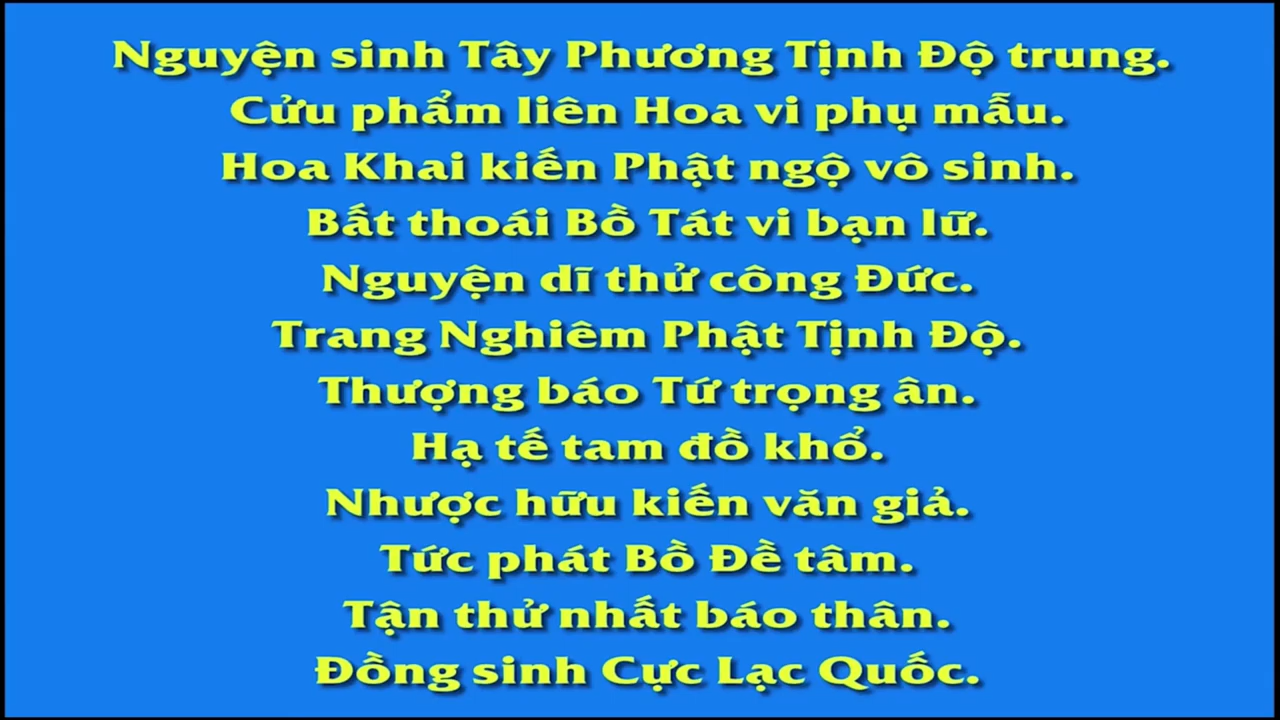 Nguyện sinh Tây Phương Tịnh Độ trung.
Cửu phẩm liên Hoa vi phụ mẫu.
Hoa Khai kiến Phật ngộ vô sinh.
Bất thoái Bồ Tát vi bạn lữ.
Nguyện dĩ thử công Đức.
Trang Nghiêm Phật Tịnh Độ.
Thượng báo Tứ trọng ân.
Hạ tế tam đồ khổ.
Nhược hữu kiến văn giả.
Tức phát Bồ Đề tâm.
Tận thử nhất báo thân.
Đồng sinh Cực Lạc Quốc.